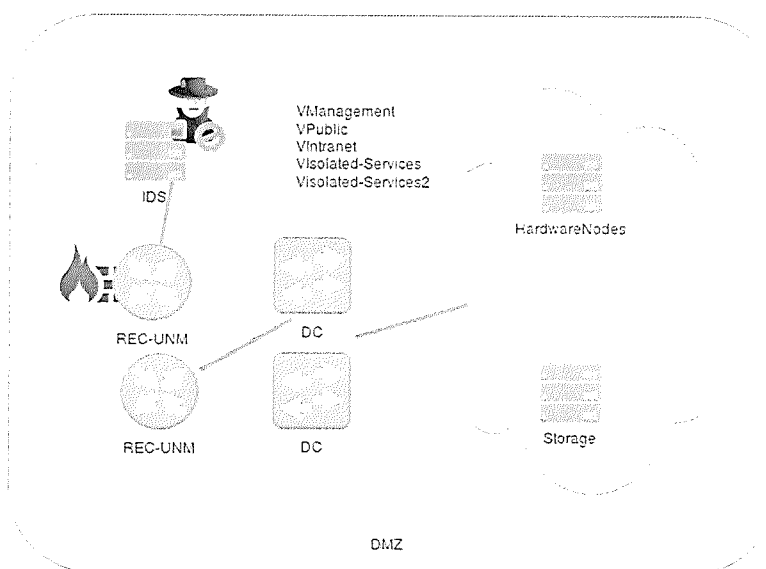 VManagement
VPublic
VIntranet
VIsolated-Services
Visolated-Services2
IDS
HardwareNodes
REC-UNM
DC
REC-UNM
DC
Storage
DMZ